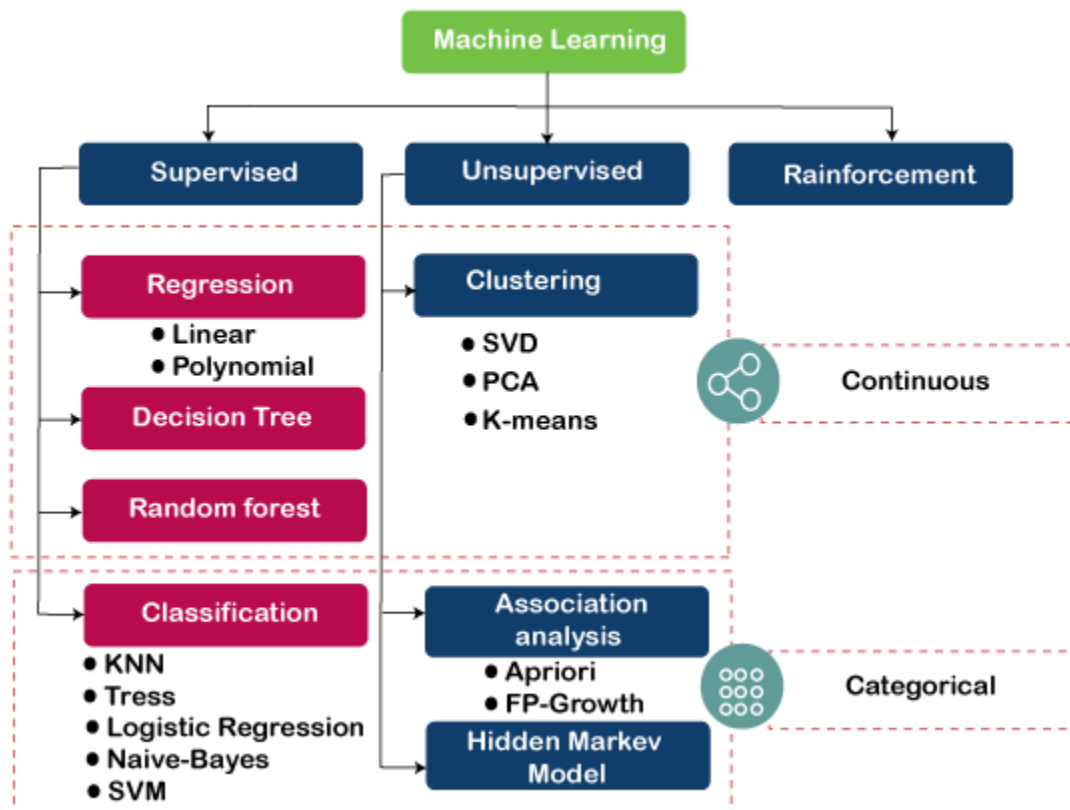 Machine Learning
Supervised
Unsupervised
Rainforcement
Regression
● Linear
● Polynomial
Decision Tree
Random forest
Clustering
● SVD
● PCA
● K-means
Continuous
Classification
● KNN
● Tress
● Logistic Regression
● Naive-Bayes
● SVM
Association
analysis
● Apriori
● FP-Growth
Hidden Markev
Model
Categorical